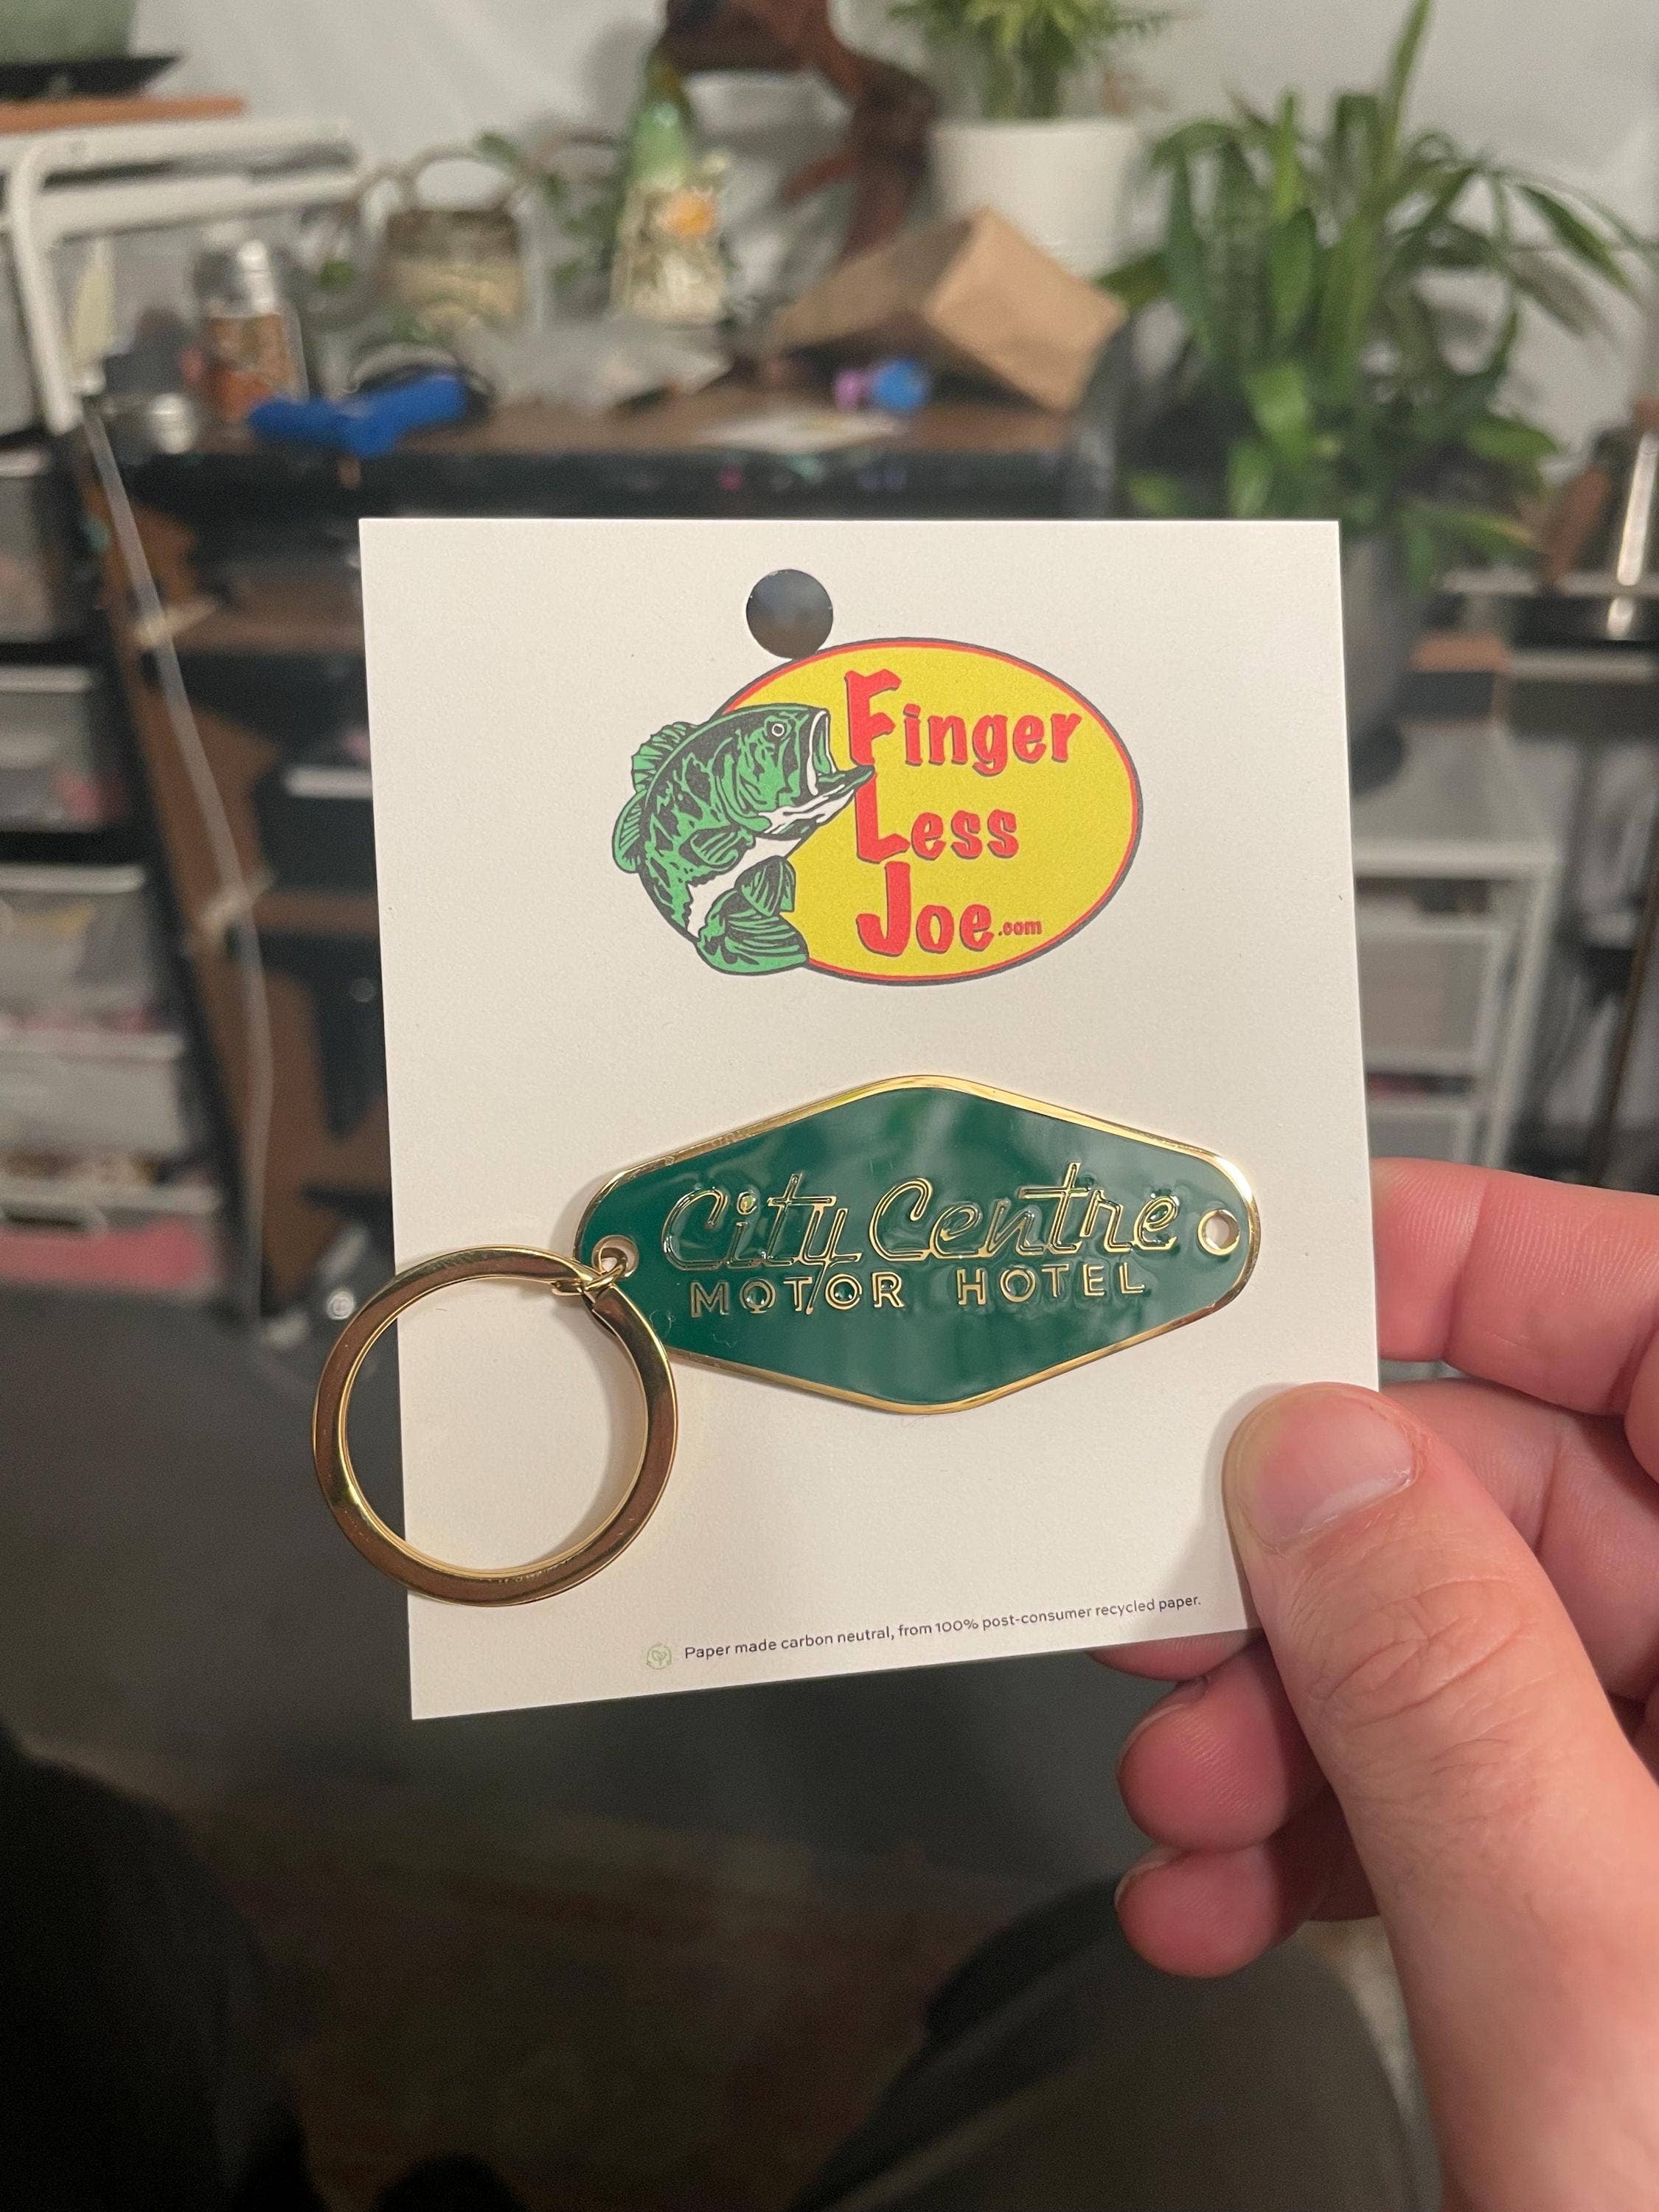 Finger
Less
Joe.com
City Centre
MOTOR HOTEL
Paper made carbon neutral, from 100% post-consumer recycled paper.